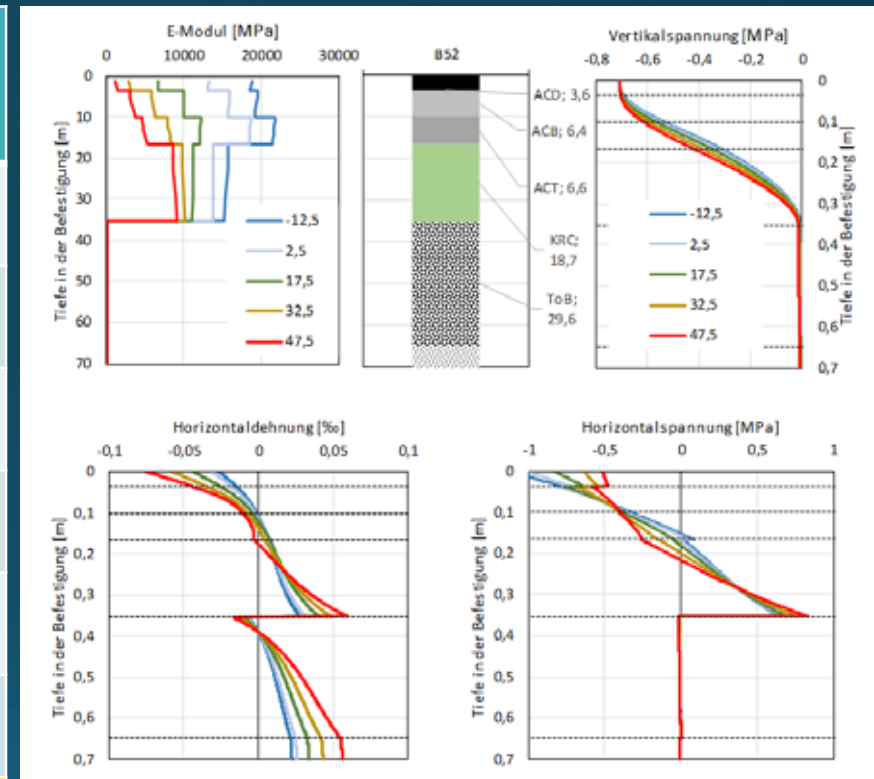 E-Modul [MPa]
0 10000 20000 30000
0
10
20
30
40
50
60
70
Tiefe in der Befestigung [m]
-12,5
2,5
17,5
32,5
47,5
B52
ACD; 3,6
ACB; 6,4
ACT; 6,6
KRC;
18,7
ToB;
29,6
Vertikalspannung [MPa]
-0,8 -0,6 -0,4 -0,2 0
0
0,1
0,2
0,3
0,4
0,5
0,6
0,7
Tiefe in der Befestigung [m]
-12,5
2,5
17,5
32,5
47,5
Horizontaldehnung [‰]
-0,1 -0,05 0 0,05 0,1
0
0,1
0,2
0,3
0,4
0,5
0,6
0,7
Tiefe in der Befestigung [m]
Horizontalspannung [MPa]
-1 -0,5 0 0,5 1
0
0,1
0,2
0,3
0,4
0,5
0,6
0,7
Tiefe in der Befestigung [m]